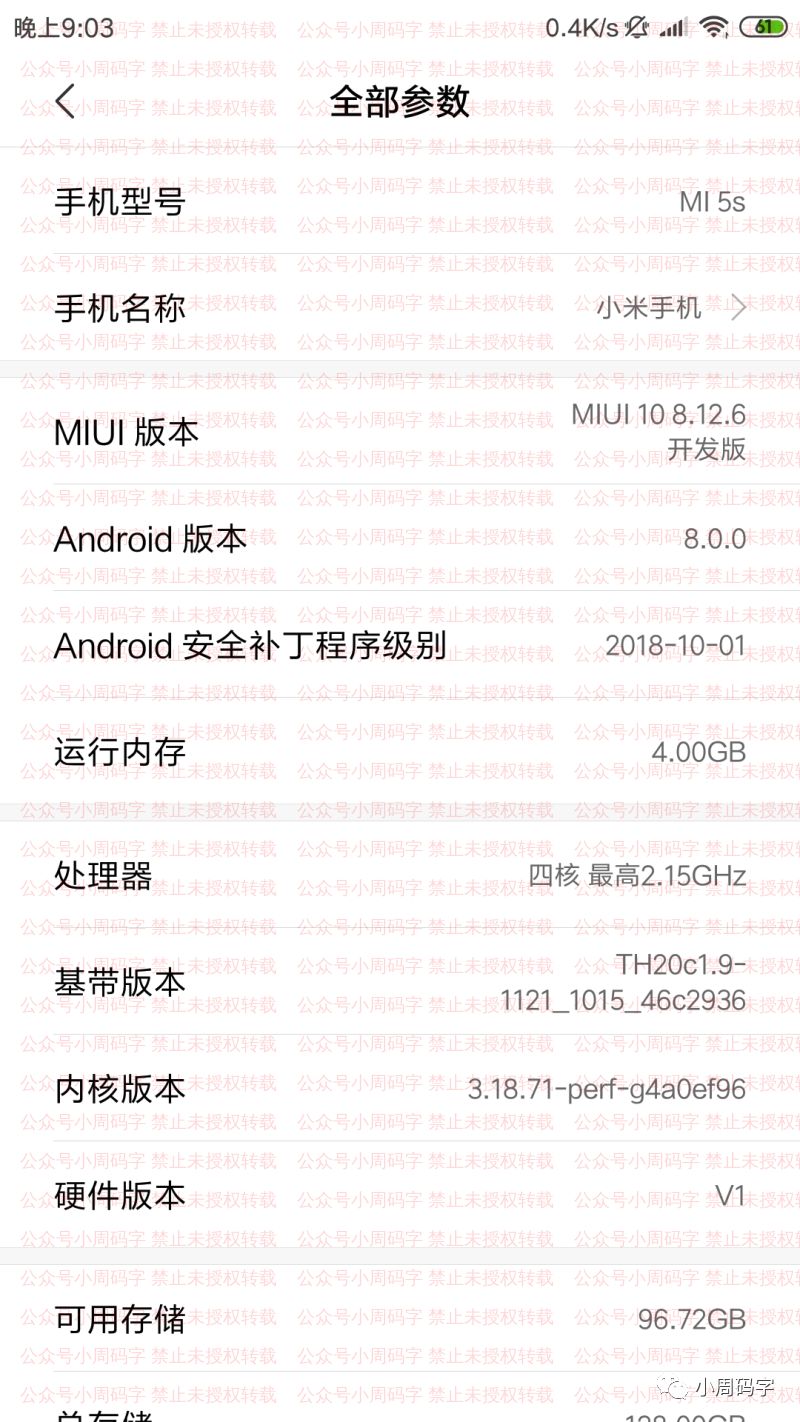 晚上9:03 0.4K/s 61
全部参数
手机型号 MI 5s
手机名称 小米手机
MIUI 版本 MIUI 10 8.12.6
开发版
Android 版本 8.0.0
Android 安全补丁程序级别 2018-10-01
运行内存 4.00GB
处理器 四核 最高2.15GHz
基带版本 TH20c1.9-
1121_1015_46c2936
内核版本 3.18.71-perf-g4a0ef96
硬件版本 V1
可用存储 96.72GB
小周码字
总存储 128.00GB
公众号小周码字 禁止未授权转载